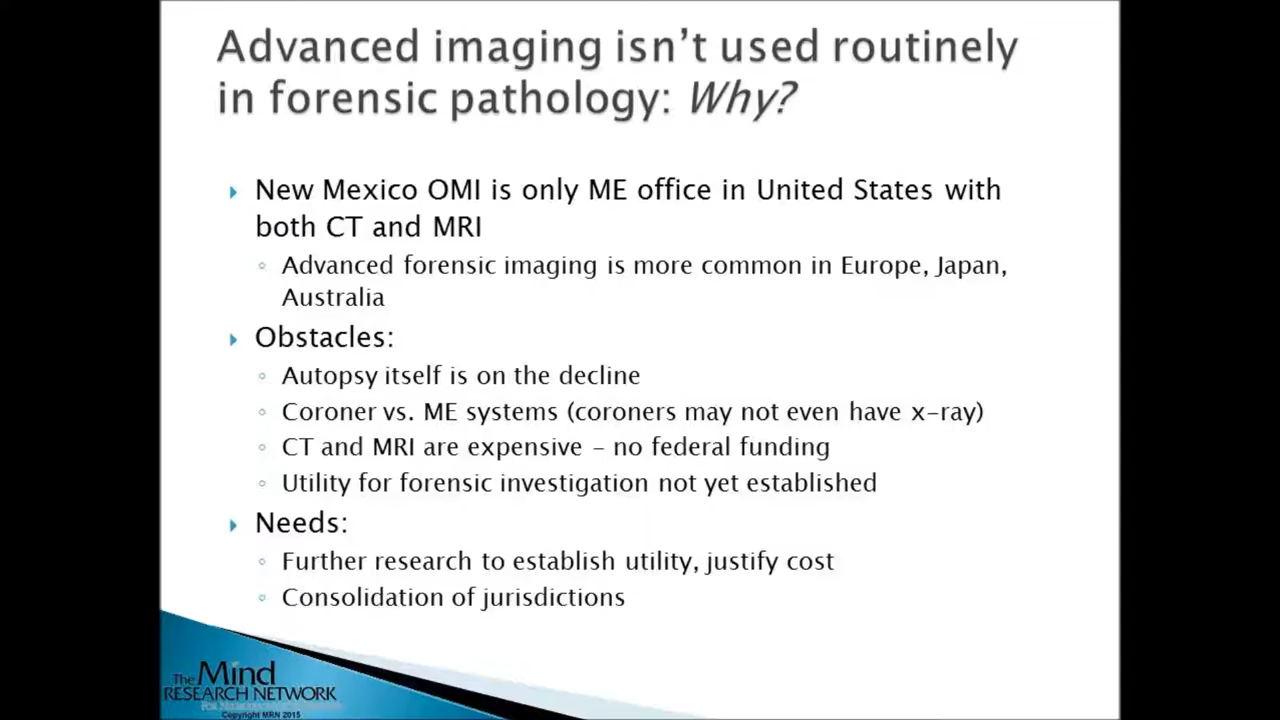 Advanced imaging isn’t used routinely
in forensic pathology: Why?
New Mexico OMI is only ME office in United States with
both CT and MRI
Advanced forensic imaging is more common in Europe, Japan,
Australia
Obstacles:
Autopsy itself is on the decline
Coroner vs. ME systems (coroners may not even have x-ray)
CT and MRI are expensive – no federal funding
Utility for forensic investigation not yet established
Needs:
Further research to establish utility, justify cost
Consolidation of jurisdictions
The Mind
RESEARCH NETWORK
Copyright MRN 2015